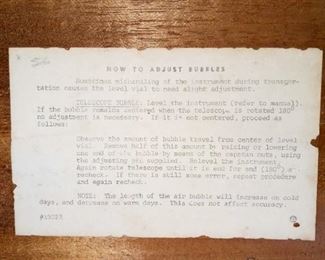 HOW TO ADJUST BUBBLES
Sometimes mishandling of the instrument during transpor-
tation causes the level vial to need slight adjustment.
TELESCOPE BUBBLE: Level the instrument (refer to manual).
If the bubble remains centered when the telescope is rotated 180°
no adjustment is necessary. If it is not centered, proceed as
follows:
Observe the amount of bubble travel from center of level
vial. Remove half of this amount by raising or lowering
one end of the bubble by means of the capstan nuts, using
the adjusting pin supplied. Relevel the instrument.
Again rotate telescope until it is end for end (180°) &
recheck. If there is still some error, repeat procedure
and again recheck.
NOTE: The length of the air bubble will increase on cold
days, and decrease on warm days. This does not affect accuracy.